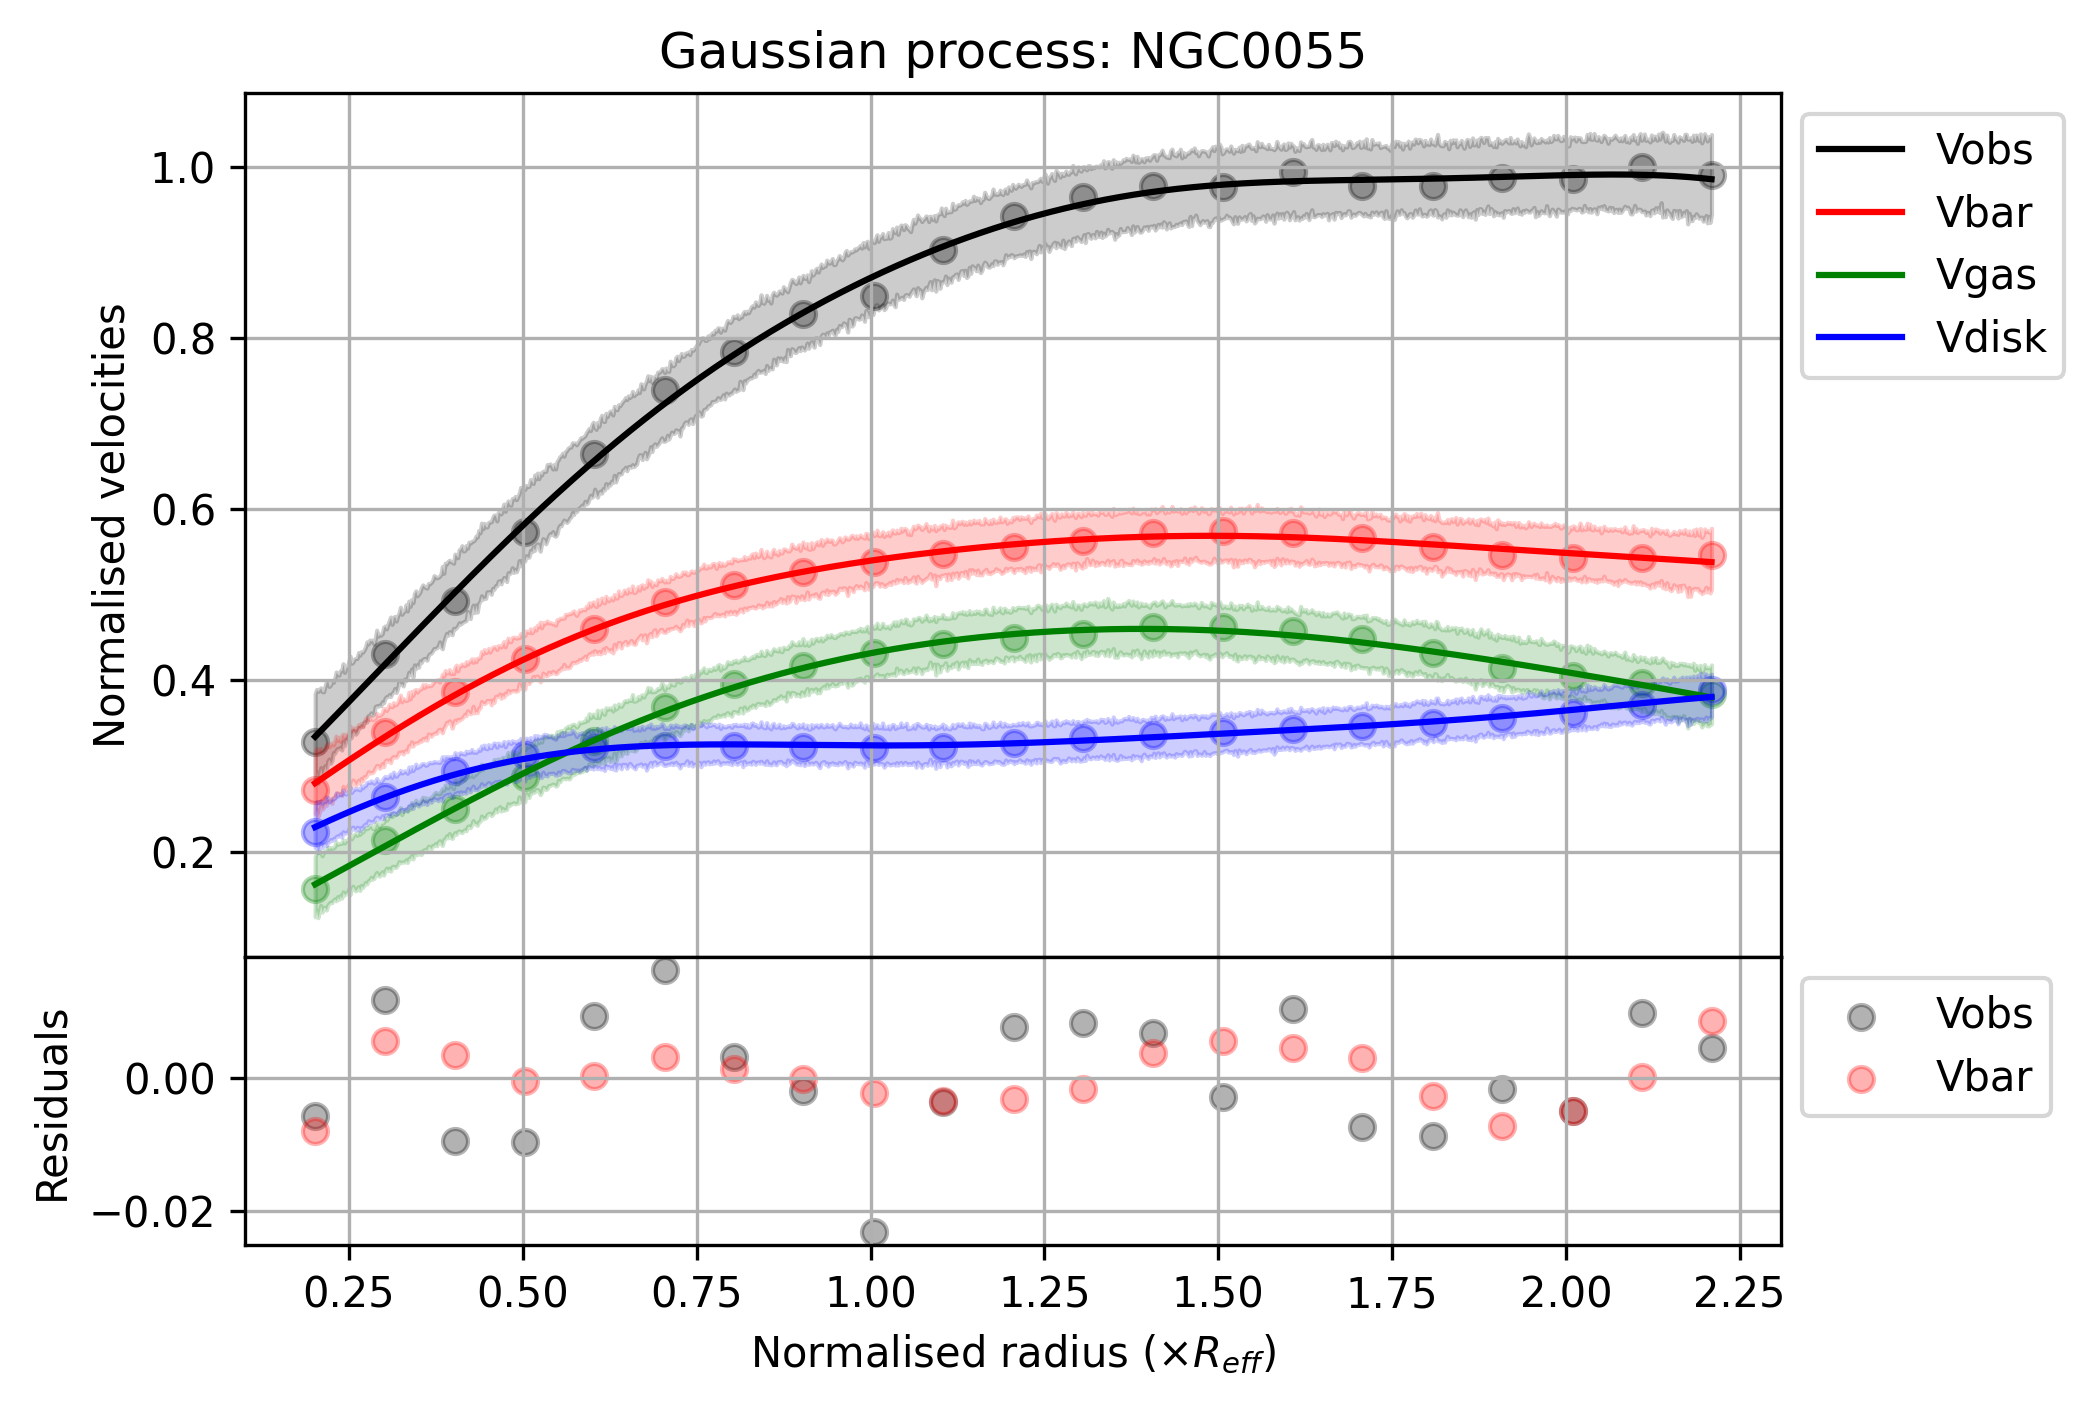 Gaussian process: NGC0055
Normalised velocities
1.0
0.8
0.6
0.4
0.2
Vobs
Vbar
Vgas
Vdisk
Residuals
0.00
−0.02
Vobs
Vbar
0.25 0.50 0.75 1.00 1.25 1.50 1.75 2.00 2.25
Normalised radius (×R_eff)